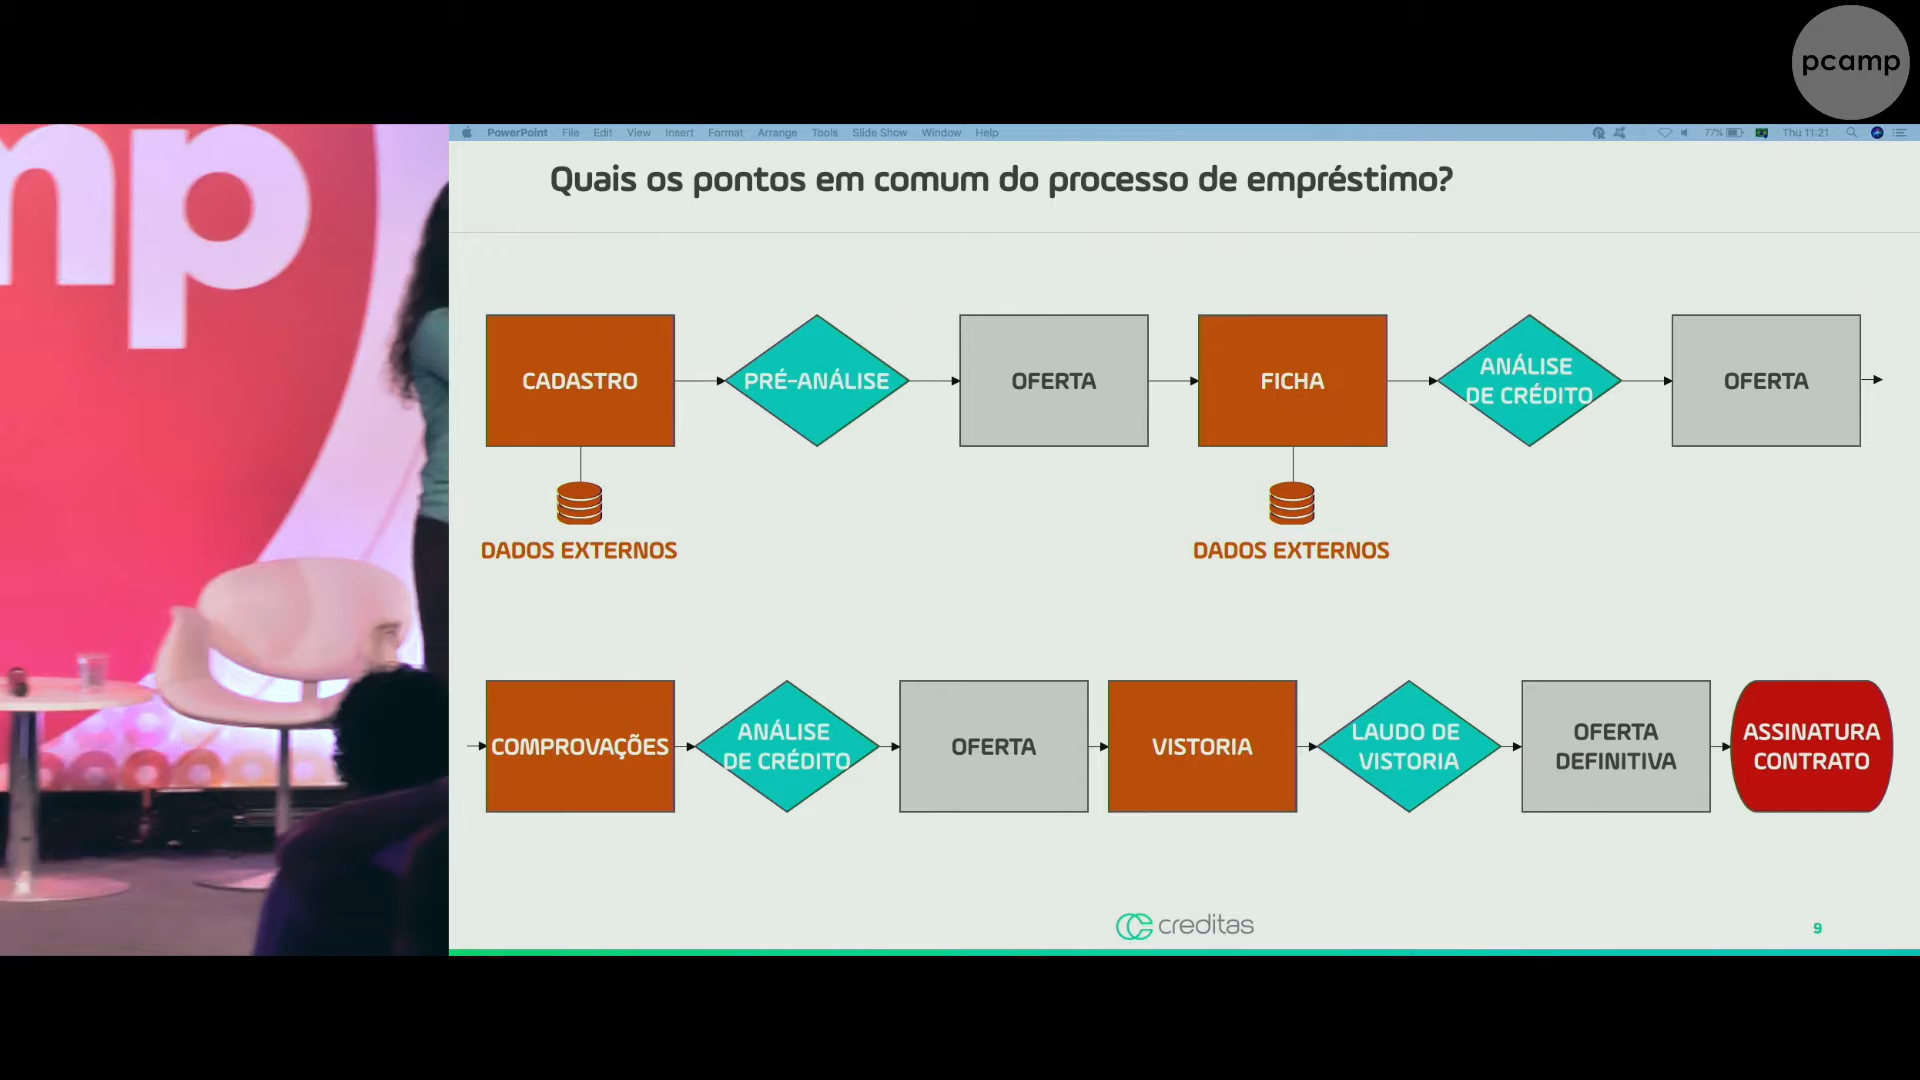 pcamp
mp
PowerPoint File Edit View Insert Format Arrange Tools Slide Show Window Help 77% Thu 11:21
Quais os pontos em comum do processo de empréstimo?
CADASTRO
PRÉ-ANÁLISE
OFERTA
FICHA
ANÁLISE
DE CRÉDITO
OFERTA
DADOS EXTERNOS
DADOS EXTERNOS
COMPROVAÇÕES
ANÁLISE
DE CRÉDITO
OFERTA
VISTORIA
LAUDO DE
VISTORIA
OFERTA
DEFINITIVA
ASSINATURA
CONTRATO
creditas
9